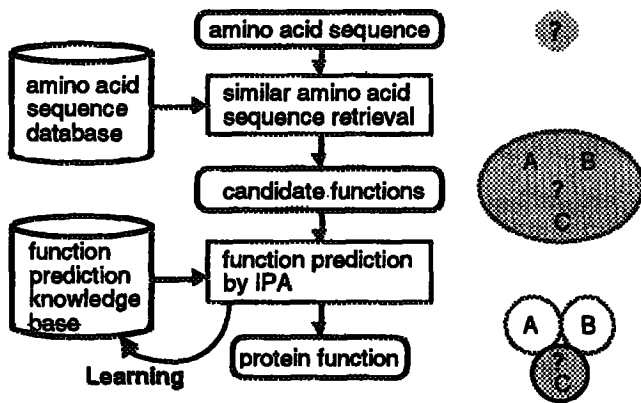 amino acid sequence
?
amino acid
sequence
database
similar amino acid
sequence retrieval
candidate functions
A B
?
C
function
prediction
knowledge
base
function prediction
by IPA
A B
?
C
protein function
Learning